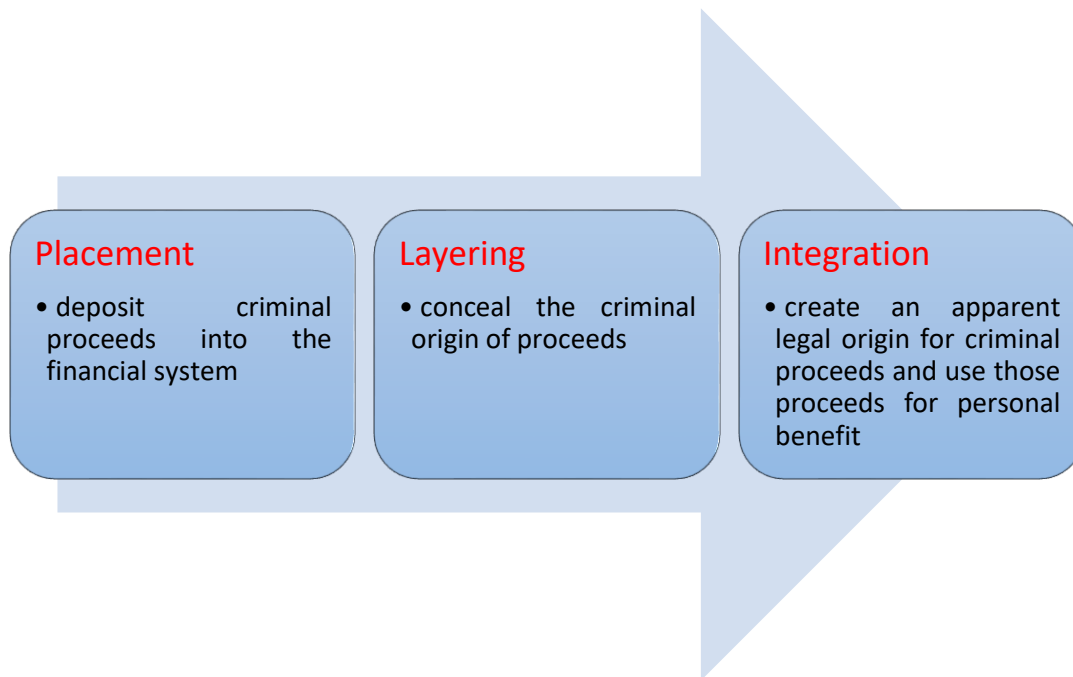 Placement
• deposit criminal
proceeds into the
financial system
Layering
• conceal the criminal
origin of proceeds
Integration
• create an apparent
legal origin for criminal
proceeds and use those
proceeds for personal
benefit